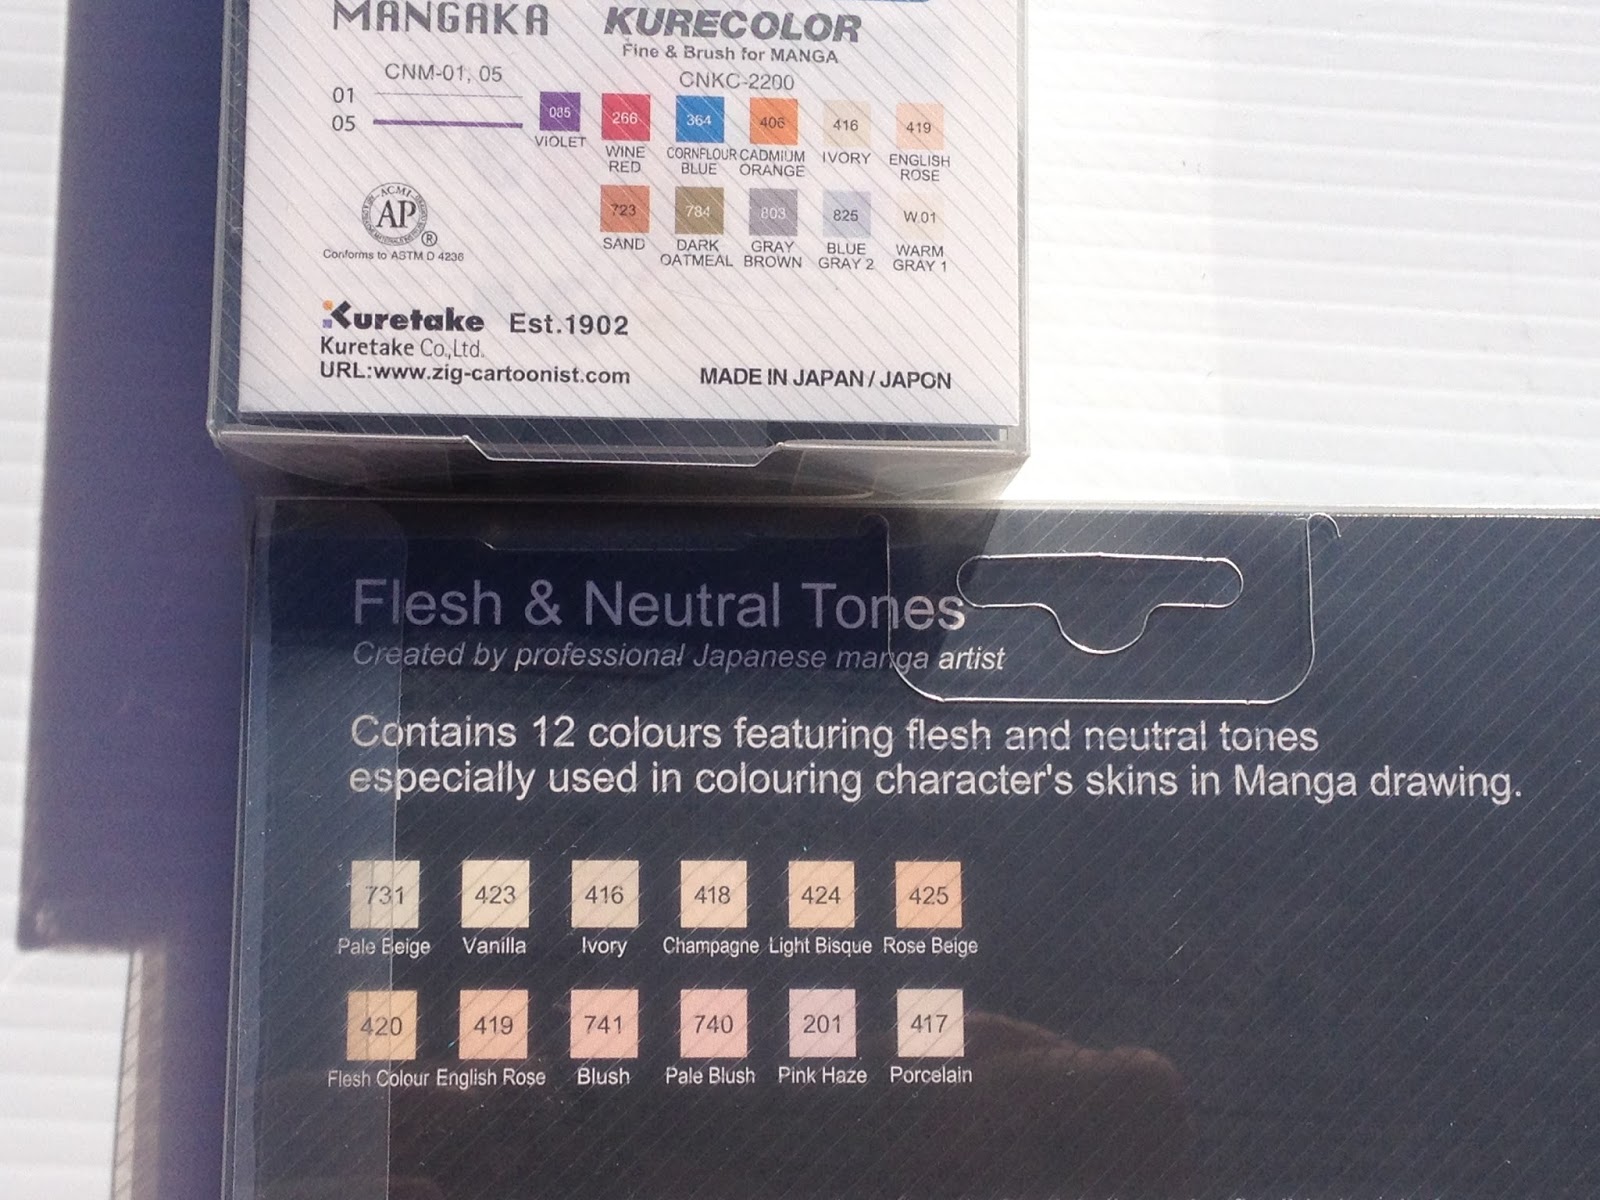 MANGAKA KURECOLOR
Fine & Brush for MANGA
CNM-01, 05 CNKC-2200
01
05
085 266 364 406 416 419
VIOLET WINE RED CORNFLOUR BLUE CADMIUM ORANGE IVORY ENGLISH ROSE
ACMI
AP
®
Conforms to ASTM D 4236
723 784 803 825 W.01
SAND DARK OATMEAL GRAY BROWN BLUE GRAY 2 WARM GRAY 1
Kuretake Est.1902
Kuretake Co.,Ltd.
URL:www.zig-cartoonist.com MADE IN JAPAN / JAPON
Flesh & Neutral Tones
Created by professional Japanese manga artist
Contains 12 colours featuring flesh and neutral tones
especially used in colouring character's skins in Manga drawing.
731 423 416 418 424 425
Pale Beige Vanilla Ivory Champagne Light Bisque Rose Beige
420 419 741 740 201 417
Flesh Colour English Rose Blush Pale Blush Pink Haze Porcelain